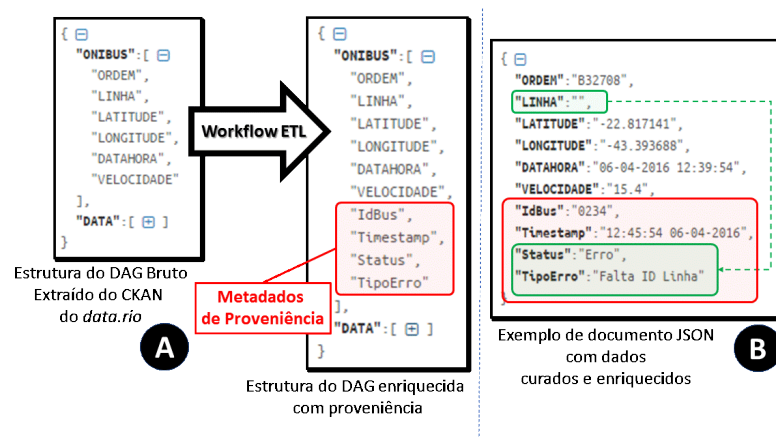 {
"ONIBUS":[
"ORDEM",
"LINHA",
"LATITUDE",
"LONGITUDE",
"DATAHORA",
"VELOCIDADE"
],
"DATA":[ ]
}
Estrutura do DAG Bruto
Extraído do CKAN
do data.rio
A
Workflow ETL
{
"ONIBUS":[
"ORDEM",
"LINHA",
"LATITUDE",
"LONGITUDE",
"DATAHORA",
"VELOCIDADE",
"IdBus",
"Timestamp",
"Status",
"TipoErro"
],
"DATA":[ ]
}
Metadados
de Proveniência
Estrutura do DAG enriquecida
com proveniência
{
"ORDEM":"B32708",
"LINHA":"",
"LATITUDE":"-22.817141",
"LONGITUDE":"-43.393688",
"DATAHORA":"06-04-2016 12:39:54",
"VELOCIDADE":"15.4",
"IdBus":"0234",
"Timestamp":"12:45:54 06-04-2016",
"Status":"Erro",
"TipoErro":"Falta ID Linha"
}
Exemplo de documento JSON
com dados
curados e enriquecidos
B